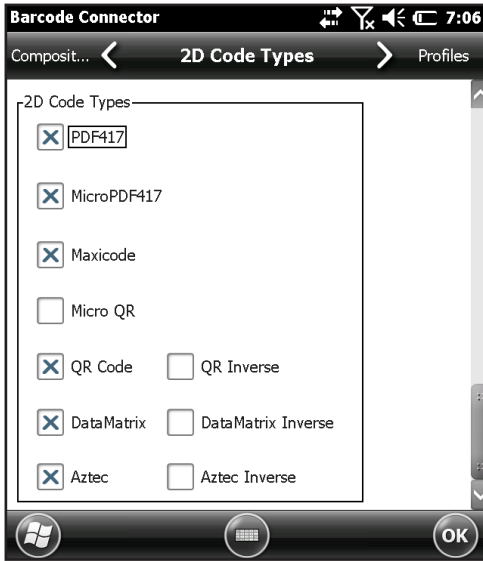 Barcode Connector 7:06
Composit... 2D Code Types Profiles
2D Code Types
PDF417
MicroPDF417
Maxicode
Micro QR
QR Code QR Inverse
DataMatrix DataMatrix Inverse
Aztec Aztec Inverse
OK